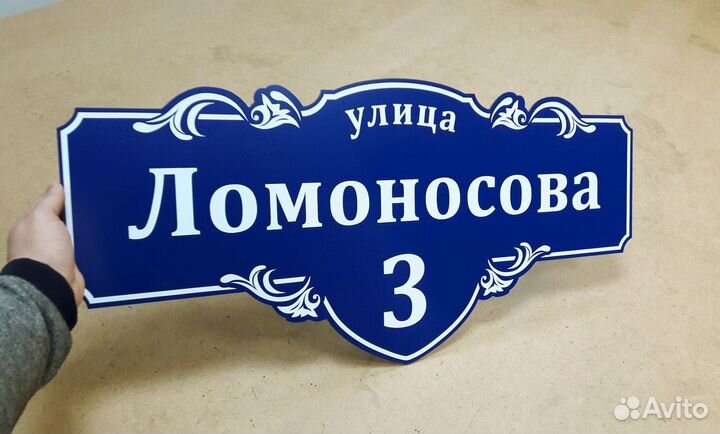 улица
Ломоносова
3
Avito